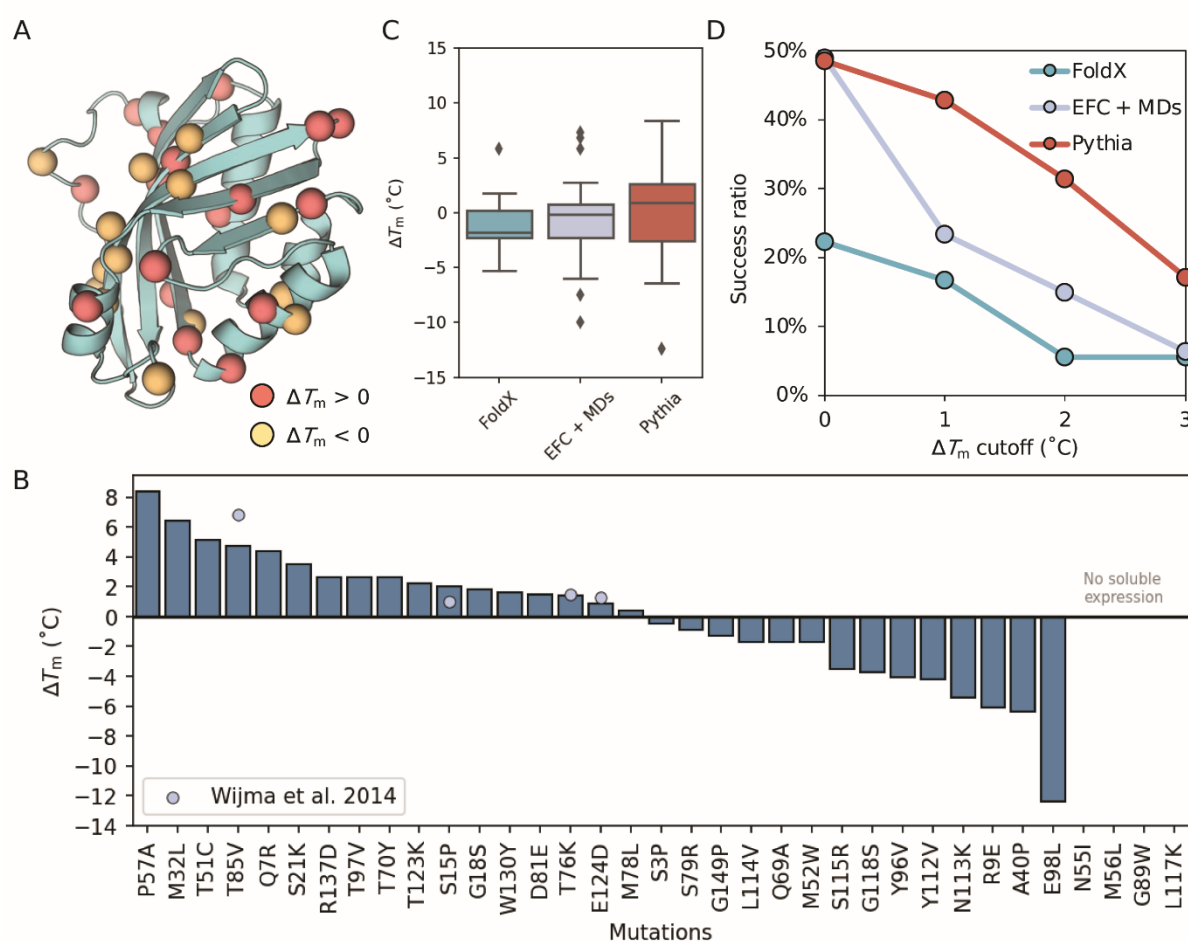 A
ΔTm > 0
ΔTm < 0
C
15
10
5
0
−5
−10
−15
ΔTm (˚C)
FoldX
EFC + MDs
Pythia
D
50%
40%
30%
20%
10%
0%
Success ratio
FoldX
EFC + MDs
Pythia
0
1
2
3
ΔTm cutoff (˚C)
B
8
6
4
2
0
−2
−4
−6
−8
−10
−12
−14
ΔTm (˚C)
No soluble
expression
Wijma et al. 2014
P57A
M32L
T51C
T85V
Q7R
S21K
R137D
T97V
T70Y
T123K
S15P
G18S
W130Y
D81E
T76K
E124D
M78L
S3P
S79R
G149P
L114V
Q69A
M52W
S115R
G118S
Y96V
Y112V
N113K
R9E
A40P
E98L
N55I
M56L
G89W
L117K
Mutations